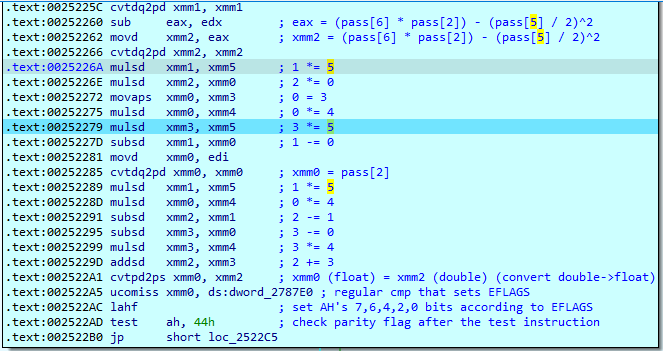 .text:0025225C cvtdq2pd xmm1, xmm1
.text:00252260 sub eax, edx ; eax = (pass[6] * pass[2]) - (pass[5] / 2)^2
.text:00252262 movd xmm2, eax ; xmm2 = (pass[6] * pass[2]) - (pass[5] / 2)^2
.text:00252266 cvtdq2pd xmm2, xmm2
.text:0025226A mulsd xmm1, xmm5 ; 1 *= 5
.text:0025226E mulsd xmm2, xmm0 ; 2 *= 0
.text:00252272 movaps xmm0, xmm3 ; 0 = 3
.text:00252275 mulsd xmm0, xmm4 ; 0 *= 4
.text:00252279 mulsd xmm3, xmm5 ; 3 *= 5
.text:0025227D subsd xmm1, xmm0 ; 1 -= 0
.text:00252281 movd xmm0, edi
.text:00252285 cvtdq2pd xmm0, xmm0 ; xmm0 = pass[2]
.text:00252289 mulsd xmm1, xmm5 ; 1 *= 5
.text:0025228D mulsd xmm0, xmm4 ; 0 *= 4
.text:00252291 subsd xmm2, xmm1 ; 2 -= 1
.text:00252295 subsd xmm3, xmm0 ; 3 -= 0
.text:00252299 mulsd xmm3, xmm4 ; 3 *= 4
.text:0025229D addsd xmm2, xmm3 ; 2 += 3
.text:002522A1 cvtpd2ps xmm0, xmm2 ; xmm0 (float) = xmm2 (double) (convert double->float)
.text:002522A5 ucomiss xmm0, ds:dword_2787E0 ; regular cmp that sets EFLAGS
.text:002522AC lahf ; set AH's 7,6,4,2,0 bits according to EFLAGS
.text:002522AD test ah, 44h ; check parity flag after the test instruction
.text:002522B0 jp short loc_2522C5